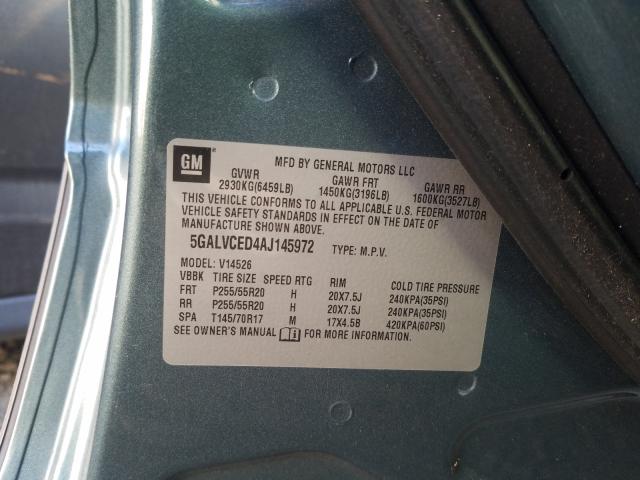 GM
MFD BY GENERAL MOTORS LLC
GVWR GAWR FRT GAWR RR
2930KG(6459LB) 1450KG(3196LB) 1600KG(3527LB)
THIS VEHICLE CONFORMS TO ALL APPLICABLE U.S. FEDERAL MOTOR
VEHICLE SAFETY STANDARDS IN EFFECT ON THE DATE OF
MANUFACTURE SHOWN ABOVE.
5GALVCED4AJ145972 TYPE: M.P.V.
MODEL: V14526
VBBK TIRE SIZE SPEED RTG RIM COLD TIRE PRESSURE
FRT P255/55R20 H 20X7.5J 240KPA(35PSI)
RR P255/55R20 H 20X7.5J 240KPA(35PSI)
SPA T145/70R17 M 17X4.5B 420KPA(60PSI)
SEE OWNER'S MANUAL FOR MORE INFORMATION.